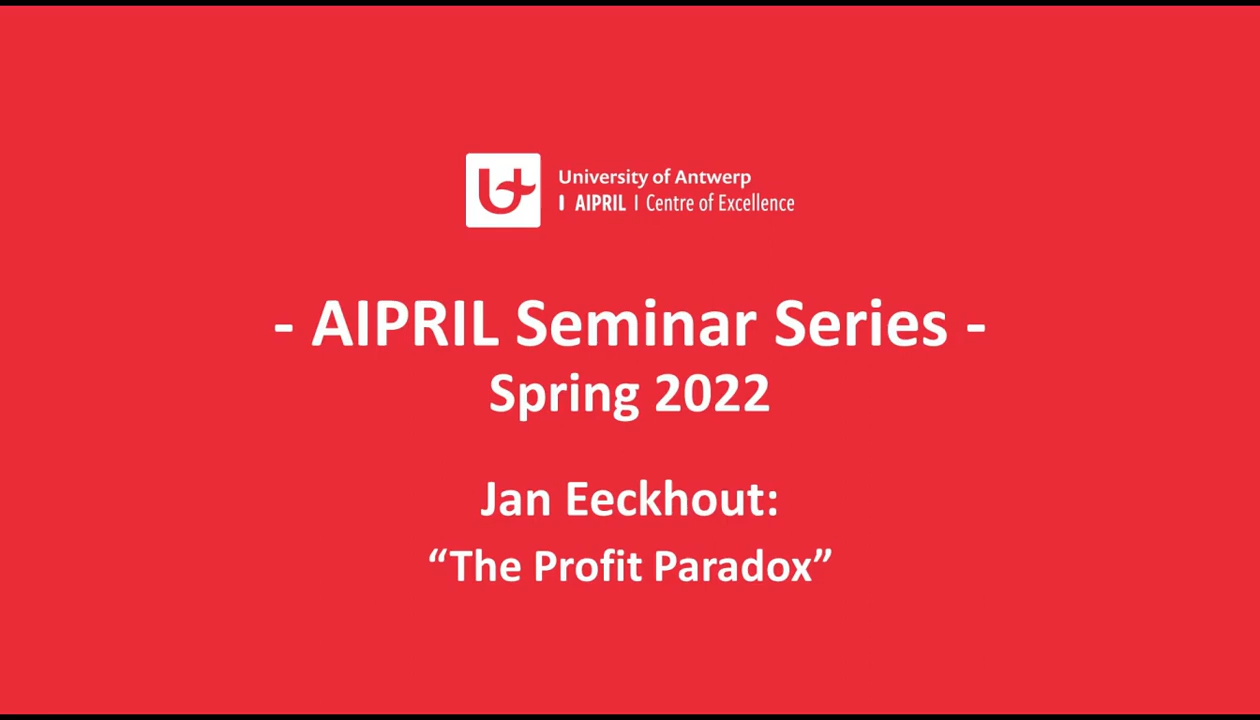 University of Antwerp
I AIPRIL I Centre of Excellence
- AIPRIL Seminar Series -
Spring 2022
Jan Eeckhout:
“The Profit Paradox”